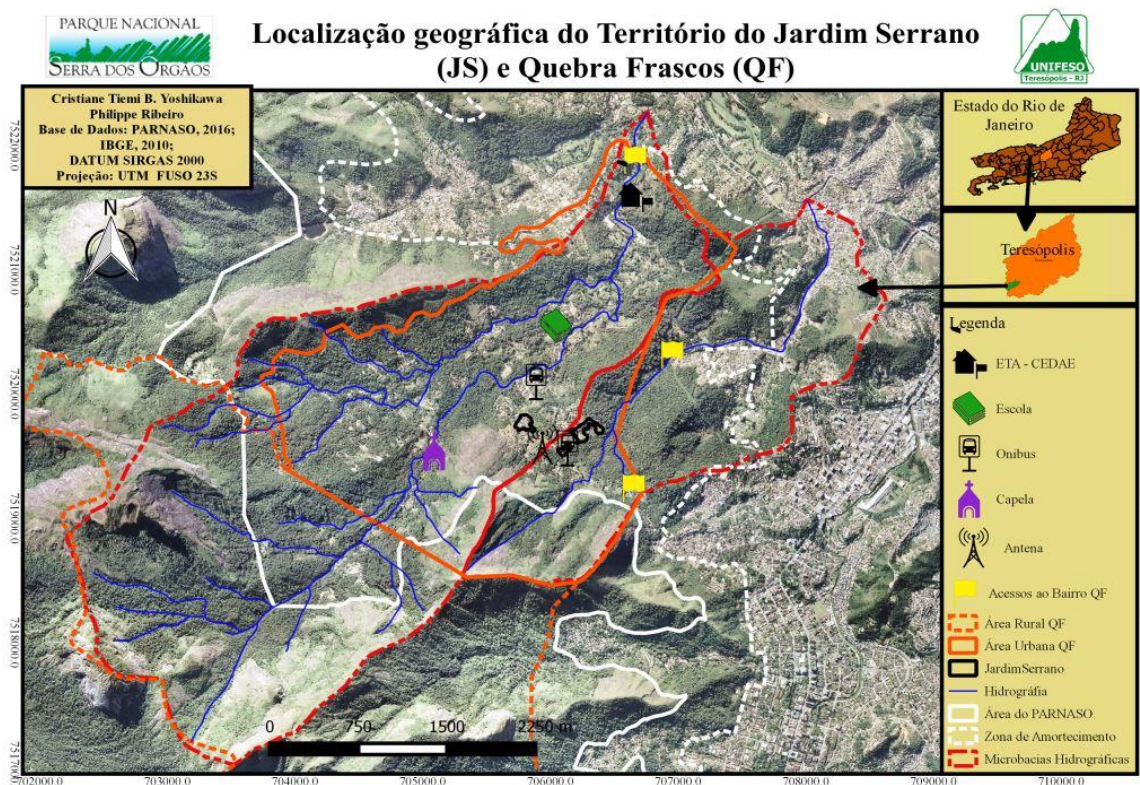 PARQUE NACIONAL
SERRA DOS ÓRGÃOS
Localização geográfica do Território do Jardim Serrano
(JS) e Quebra Frascos (QF)
UNIFESO
Teresópolis - RJ
Cristiane Tiemi B. Yoshikawa
Philippe Ribeiro
Base de Dados: PARNASO, 2016;
IBGE, 2010;
DATUM SIRGAS 2000
Projeção: UTM FUSO 23S
N
Estado do Rio de
Janeiro
Teresópolis
Legenda
ETA - CEDAE
Escola
Onibus
Capela
Antena
Acessos ao Bairro QF
Área Rural QF
Área Urbana QF
JardimSerrano
Hidrográfia
Área do PARNASO
Zona de Amortecimento
Microbacias Hidrográficas
7522000.0
7521000.0
7520000.0
7519000.0
7518000.0
7517000.0
0 750 1500 2250 m
702000.0 703000.0 704000.0 705000.0 706000.0 707000.0 708000.0 709000.0 710000.0